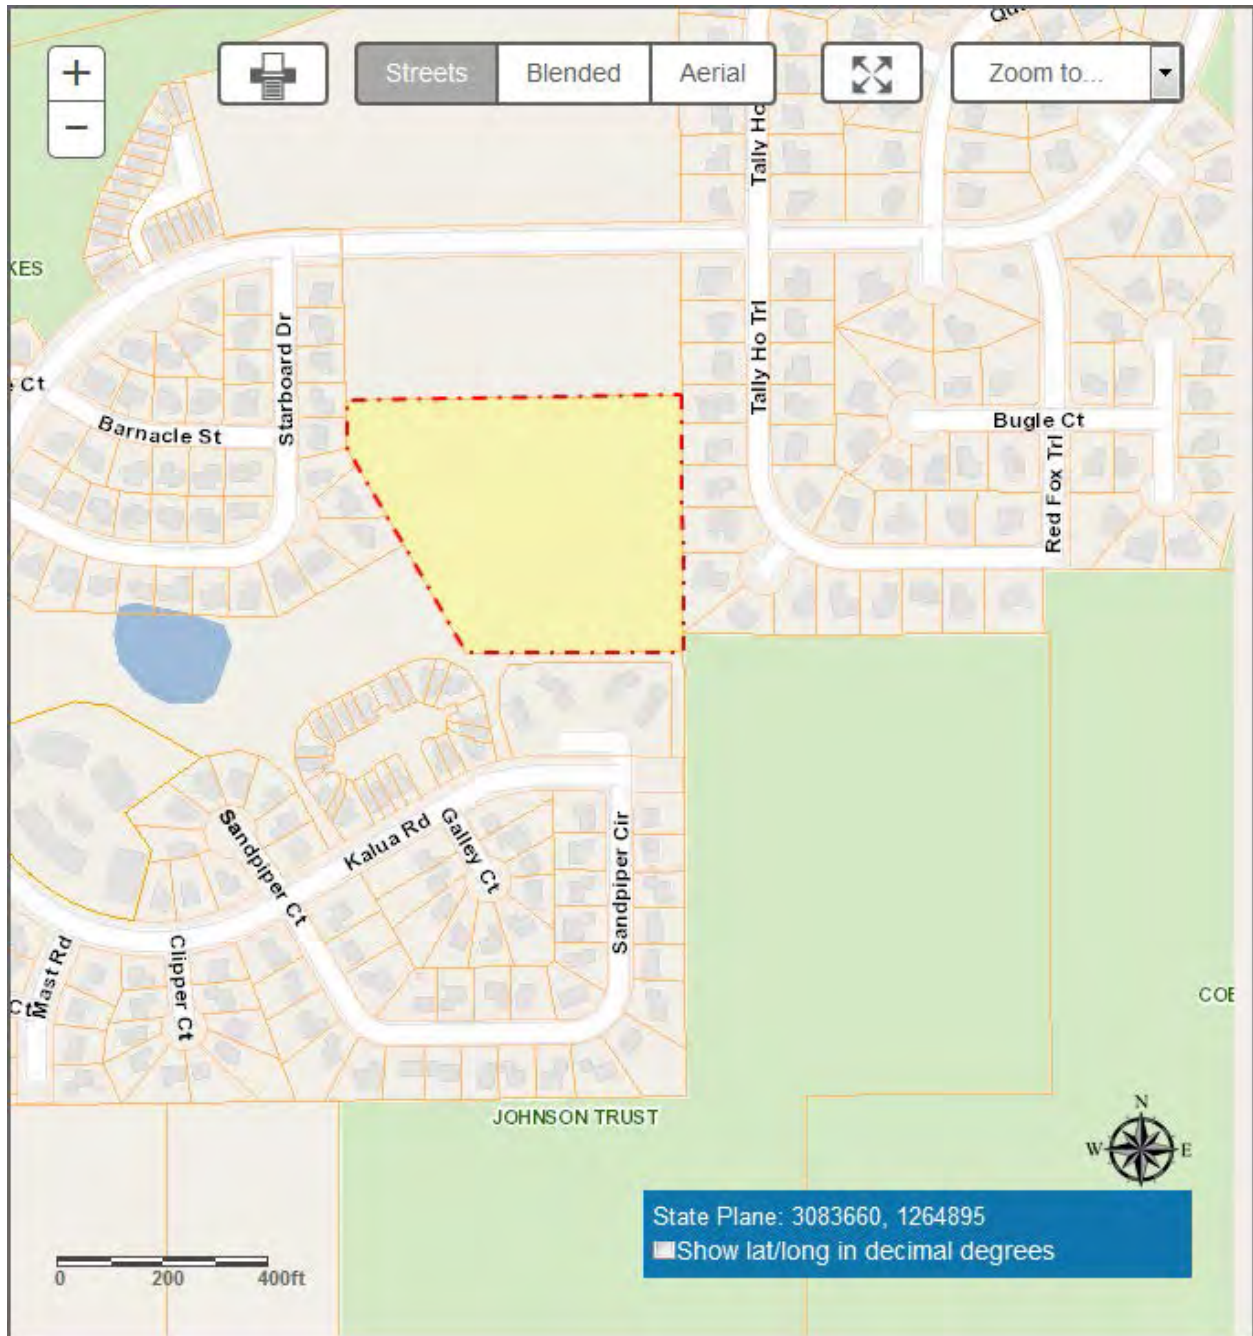 +
−
Streets
Blended
Aerial
Zoom to...
Tally Ho
KES
Tally Ho Trl
Starboard Dr
Ct
Barnacle St
Bugle Ct
Red Fox Trl
Sandpiper Ct
Kalua Rd
Galley Ct
Sandpiper Cir
Mast Rd
Clipper Ct
Ct
COE
JOHNSON TRUST
N
W
E
State Plane: 3083660, 1264895
Show lat/long in decimal degrees
0
200
400ft